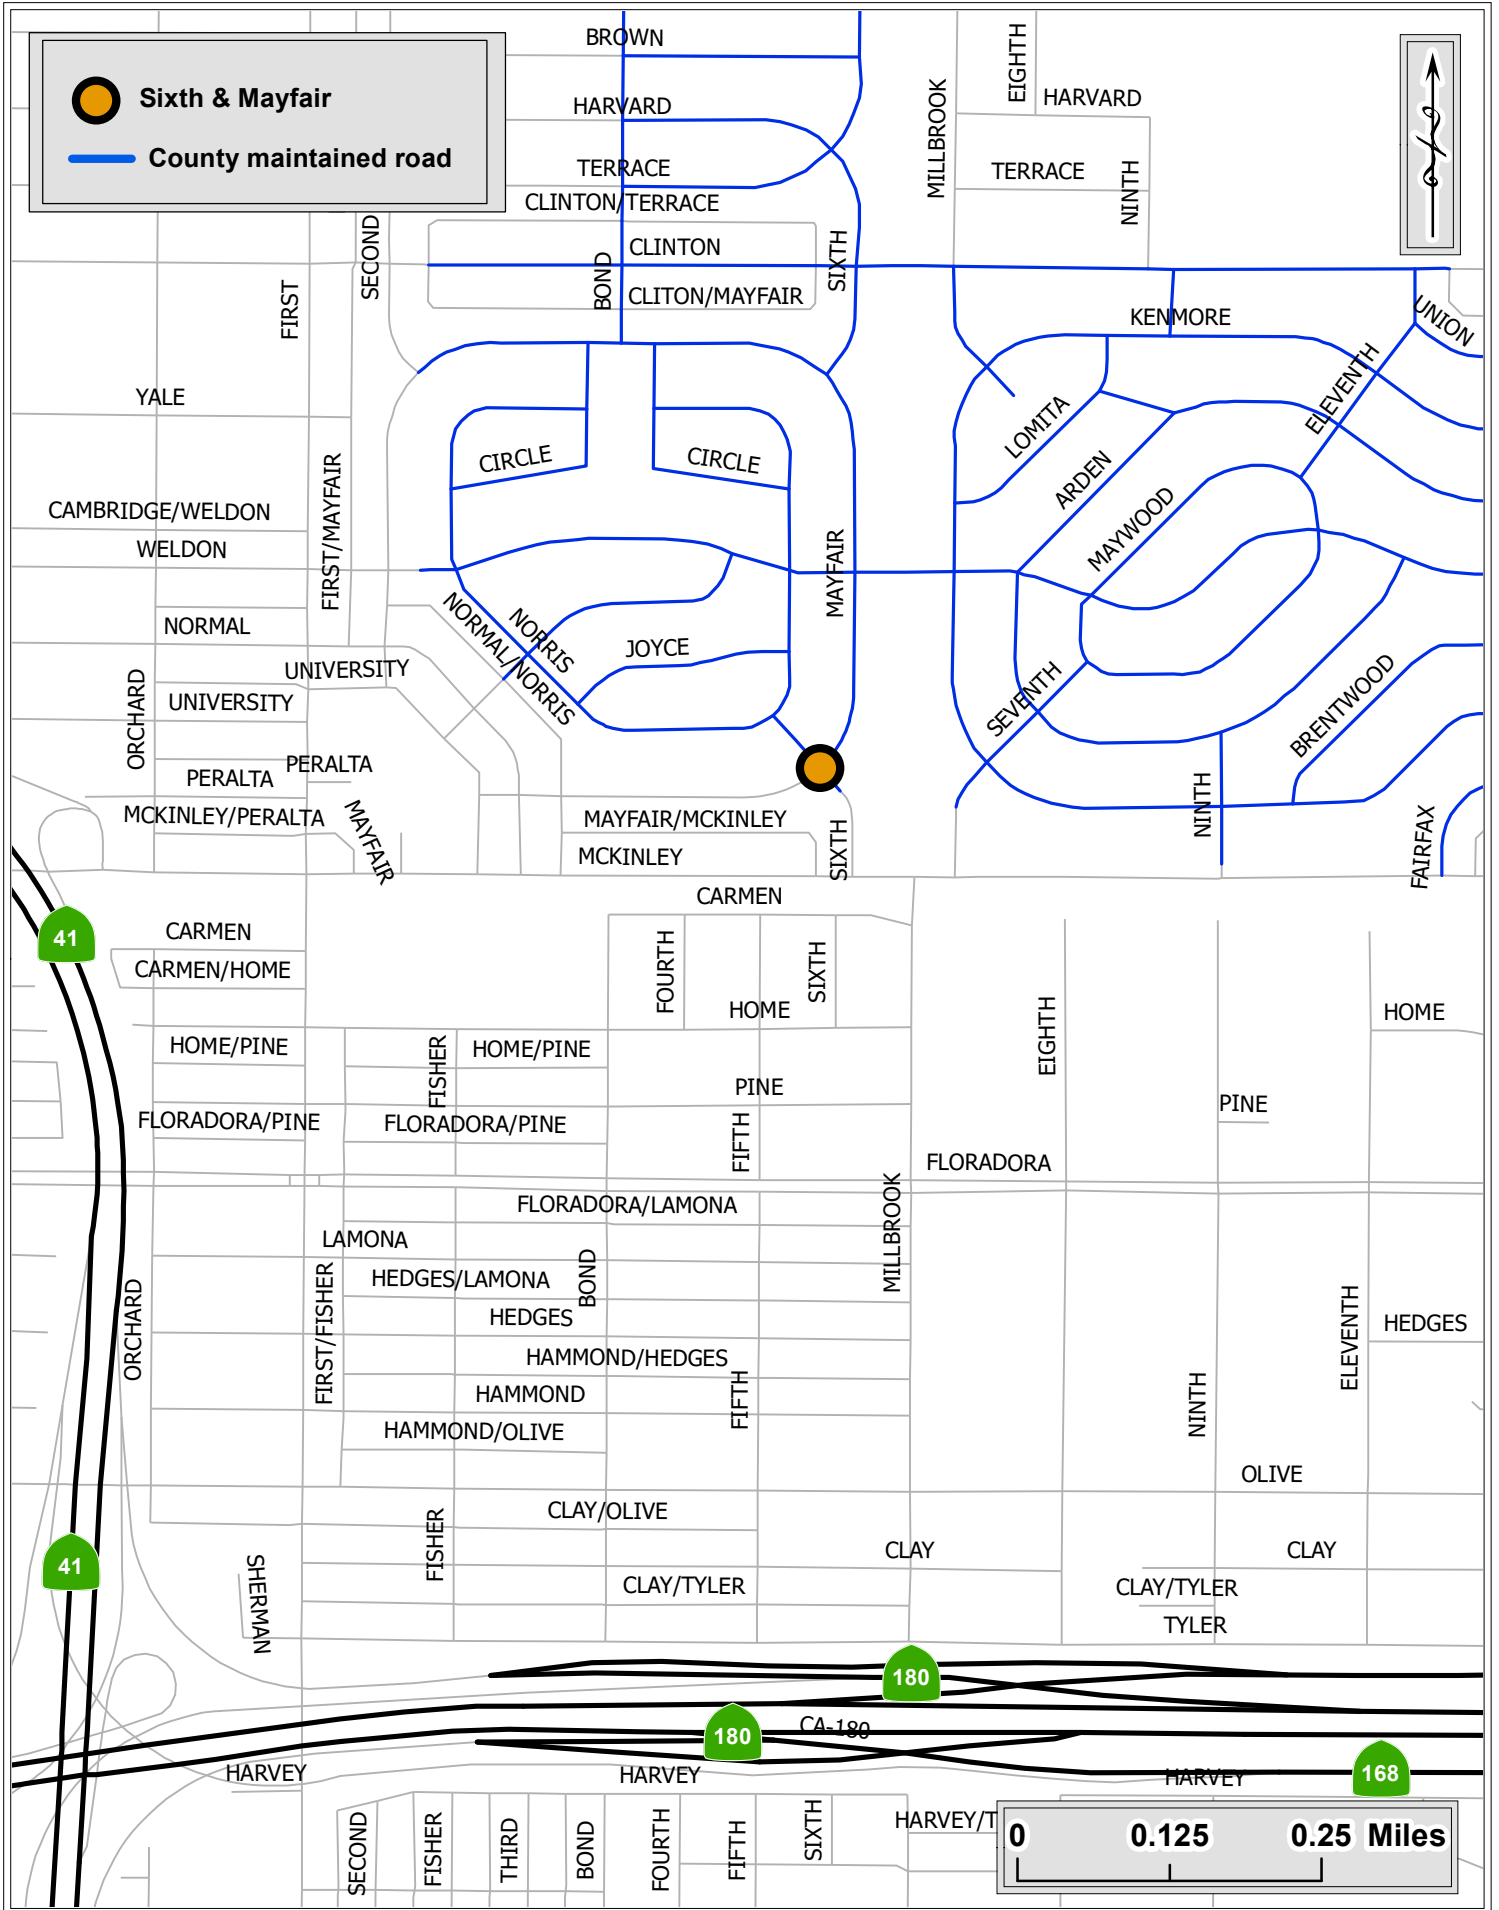 BROWN
EIGHTH
Sixth & Mayfair
HARVARD
HARVARD
MILLBROOK
County maintained road
TERRACE
TERRACE
NINTH
CLINTON/TERRACE
SECOND
CLINTON
SIXTH
BOND
FIRST
CLITON/MAYFAIR
KENMORE
UNION
YALE
ELEVENTH
LOMITA
CIRCLE
CIRCLE
ARDEN
CAMBRIDGE/WELDON
FIRST/MAYFAIR
MAYWOOD
WELDON
MAYFAIR
NORMAL
NORRIS
NORMAL/NORRIS
JOYCE
UNIVERSITY
UNIVERSITY
ORCHARD
SEVENTH
BRENTWOOD
PERALTA
PERALTA
MCKINLEY/PERALTA
MAYFAIR
MAYFAIR/MCKINLEY
NINTH
MCKINLEY
SIXTH
FAIRFAX
CARMEN
41
CARMEN
CARMEN/HOME
FOURTH
SIXTH
HOME
HOME
EIGHTH
HOME/PINE
FISHER
HOME/PINE
PINE
PINE
FLORADORA/PINE
FLORADORA/PINE
FIFTH
FLORADORA
MILLBROOK
FLORADORA/LAMONA
LAMONA
BOND
HEDGES/LAMONA
ORCHARD
FIRST/FISHER
HEDGES
ELEVENTH
HEDGES
HAMMOND/HEDGES
HAMMOND
FIFTH
NINTH
HAMMOND/OLIVE
OLIVE
CLAY/OLIVE
FISHER
41
CLAY
CLAY
SHERMAN
CLAY/TYLER
CLAY/TYLER
TYLER
180
180
CA-180
HARVEY
HARVEY
HARVEY
168
SECOND
FISHER
THIRD
BOND
FOURTH
FIFTH
SIXTH
HARVEY/T
0 0.125 0.25 Miles